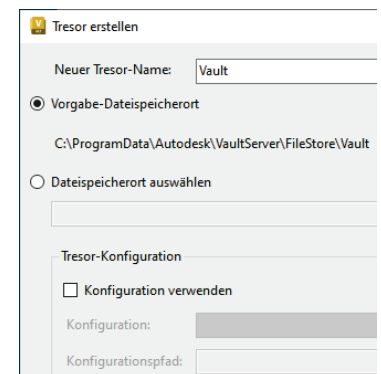 Tresor erstellen
Neuer Tresor-Name: Vault
Vorgabe-Dateispeicherort
C:\ProgramData\Autodesk\VaultServer\FileStore\Vault
Dateispeicherort auswählen
Tresor-Konfiguration
Konfiguration verwenden
Konfiguration:
Konfigurationspfad: